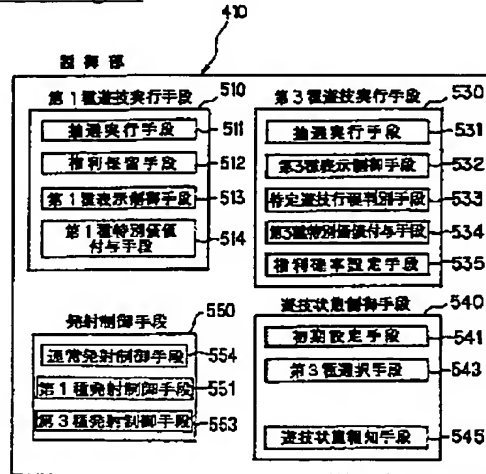 410
制御部
第1種遊技実行手段 510
抽選実行手段 511
権利保留手段 512
第1種表示制御手段 513
第1種特別価値
付与手段 514
第3種遊技実行手段 530
抽選実行手段 531
第3種表示制御手段 532
特定遊技行程判別手段 533
第3種特別価値付与手段 534
権利確率設定手段 535
発射制御手段 550
通常発射制御手段 554
第1種発射制御手段 551
第3種発射制御手段 553
遊技状態制御手段 540
初期設定手段 541
第3種選択手段 543
遊技状態報知手段 545